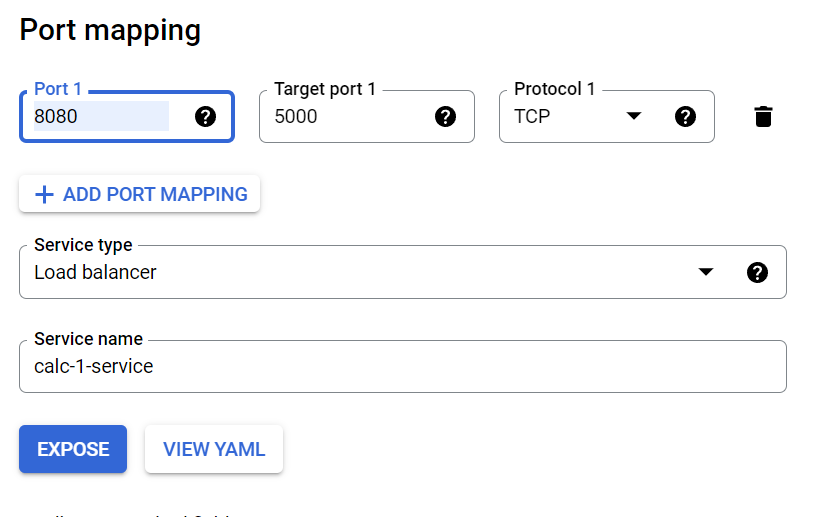 Port mapping
Port 1 Target port 1 Protocol 1
8080 5000 TCP
ADD PORT MAPPING
Service type
Load balancer
Service name
calc-1-service
EXPOSE VIEW YAML